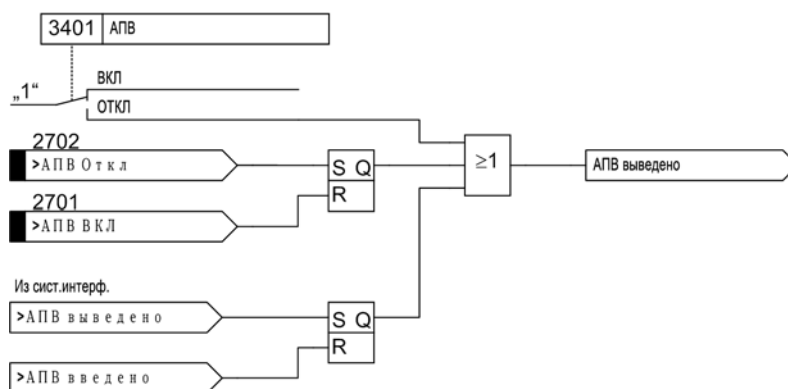 3401 АПВ
ВКЛ
„1“
ОТКЛ
2702
>АПВ Откл
S Q
R
≥1
АПВ выведено
2701
>АПВ ВКЛ
Из сист.интерф.
>АПВ выведено
S Q
R
>АПВ введено